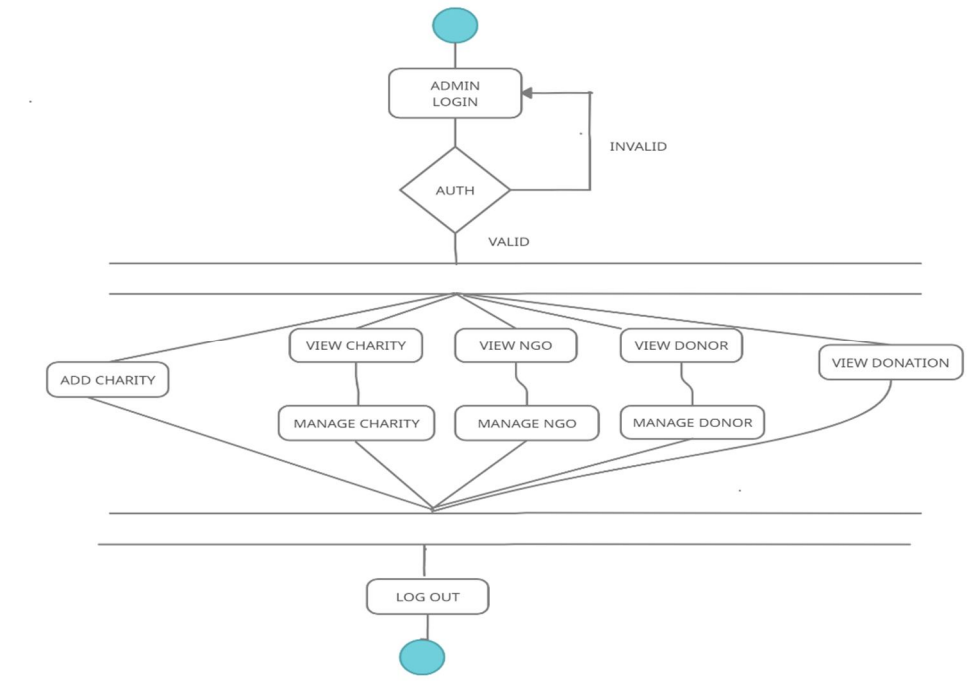 ADMIN
LOGIN
INVALID
AUTH
VALID
VIEW CHARITY
VIEW NGO
VIEW DONOR
VIEW DONATION
ADD CHARITY
MANAGE CHARITY
MANAGE NGO
MANAGE DONOR
LOG OUT